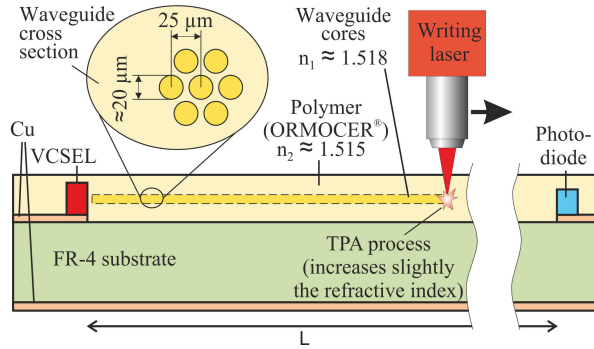 Waveguide
cross
section
25 µm
≈20 µm
Waveguide
cores
n₁ ≈ 1.518
Writing
laser
Polymer
(ORMOCER®)
n₂ ≈ 1.515
Cu
VCSEL
Photo-
diode
FR-4 substrate
TPA process
(increases slightly
the refractive index)
L